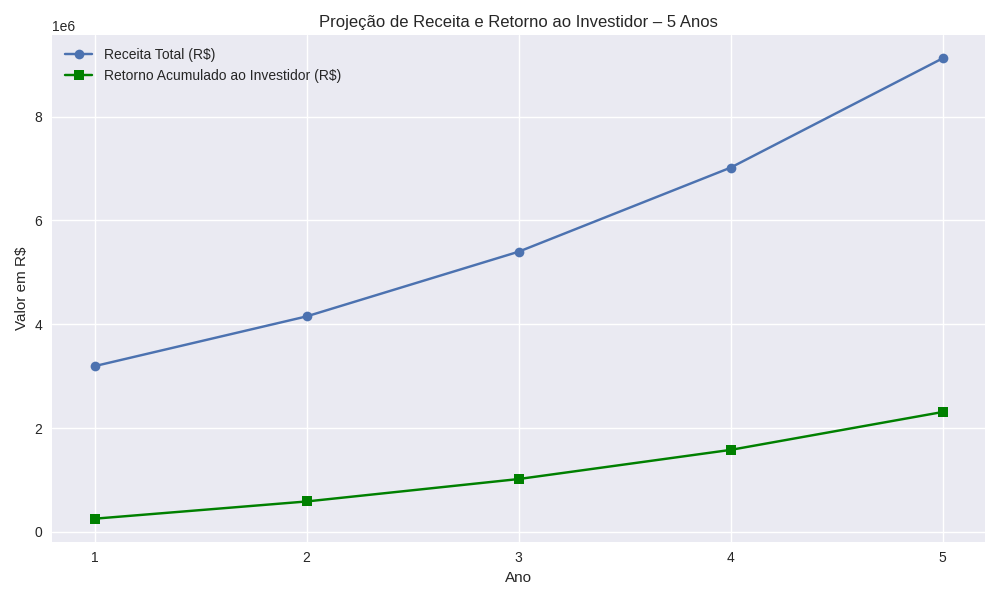 Projeção de Receita e Retorno ao Investidor – 5 Anos
1e6
Receita Total (R$)
Retorno Acumulado ao Investidor (R$)
8
6
4
2
0
Valor em R$
1 2 3 4 5
Ano